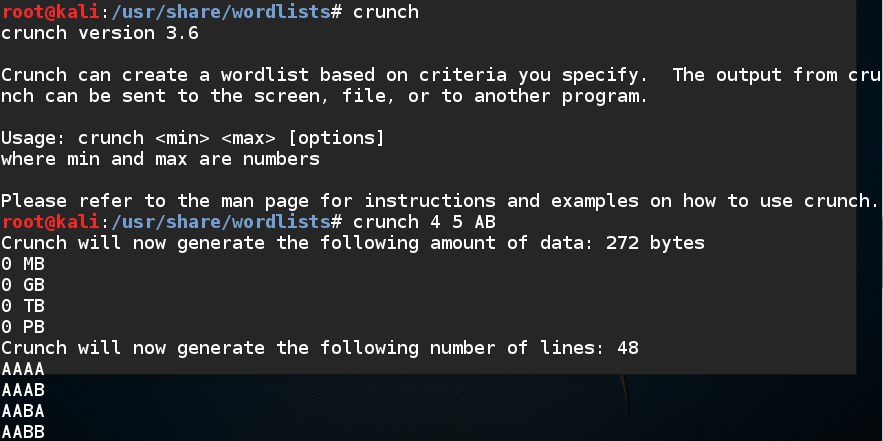 root@kali:/usr/share/wordlists# crunch
crunch version 3.6
Crunch can create a wordlist based on criteria you specify.  The output from cru
nch can be sent to the screen, file, or to another program.
Usage: crunch <min> <max> [options]
where min and max are numbers
Please refer to the man page for instructions and examples on how to use crunch.
root@kali:/usr/share/wordlists# crunch 4 5 AB
Crunch will now generate the following amount of data: 272 bytes
0 MB
0 GB
0 TB
0 PB
Crunch will now generate the following number of lines: 48
AAAA
AAAB
AABA
AABB